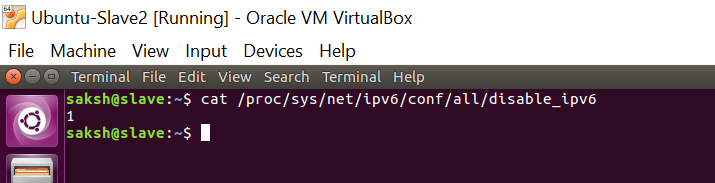 Ubuntu-Slave2 [Running] - Oracle VM VirtualBox
File Machine View Input Devices Help
Terminal File Edit View Search Terminal Help
saksh@slave:~$ cat /proc/sys/net/ipv6/conf/all/disable_ipv6
1
saksh@slave:~$